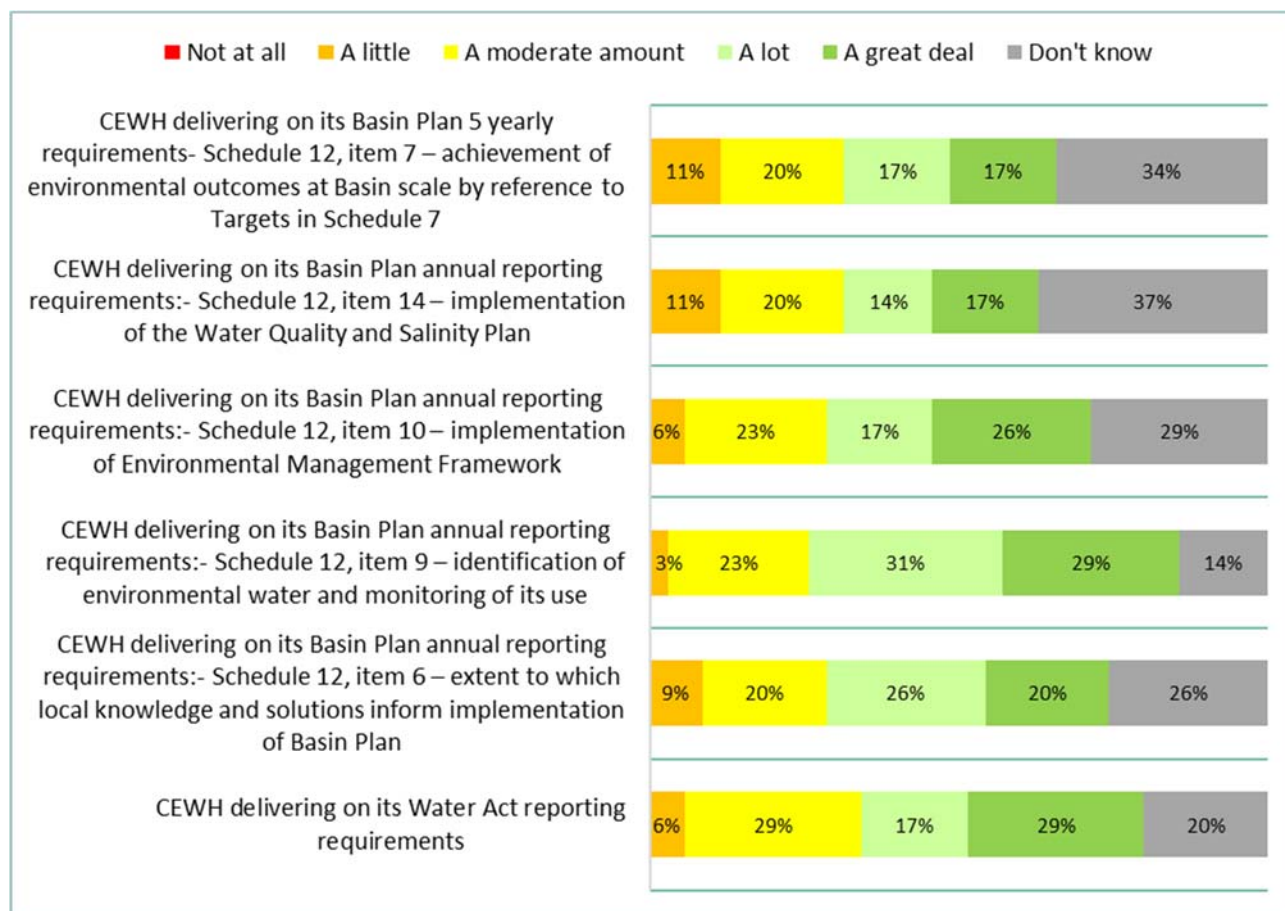 Not at all A little A moderate amount A lot A great deal Don't know
CEWH delivering on its Basin Plan 5 yearly
requirements- Schedule 12, item 7 – achievement of
environmental outcomes at Basin scale by reference to
Targets in Schedule 7
11% 20% 17% 17% 34%
CEWH delivering on its Basin Plan annual reporting
requirements:- Schedule 12, item 14 – implementation
of the Water Quality and Salinity Plan
11% 20% 14% 17% 37%
CEWH delivering on its Basin Plan annual reporting
requirements:- Schedule 12, item 10 – implementation
of Environmental Management Framework
6% 23% 17% 26% 29%
CEWH delivering on its Basin Plan annual reporting
requirements:- Schedule 12, item 9 – identification of
environmental water and monitoring of its use
3% 23% 31% 29% 14%
CEWH delivering on its Basin Plan annual reporting
requirements:- Schedule 12, item 6 – extent to which
local knowledge and solutions inform implementation
of Basin Plan
9% 20% 26% 20% 26%
CEWH delivering on its Water Act reporting
requirements
6% 29% 17% 29% 20%